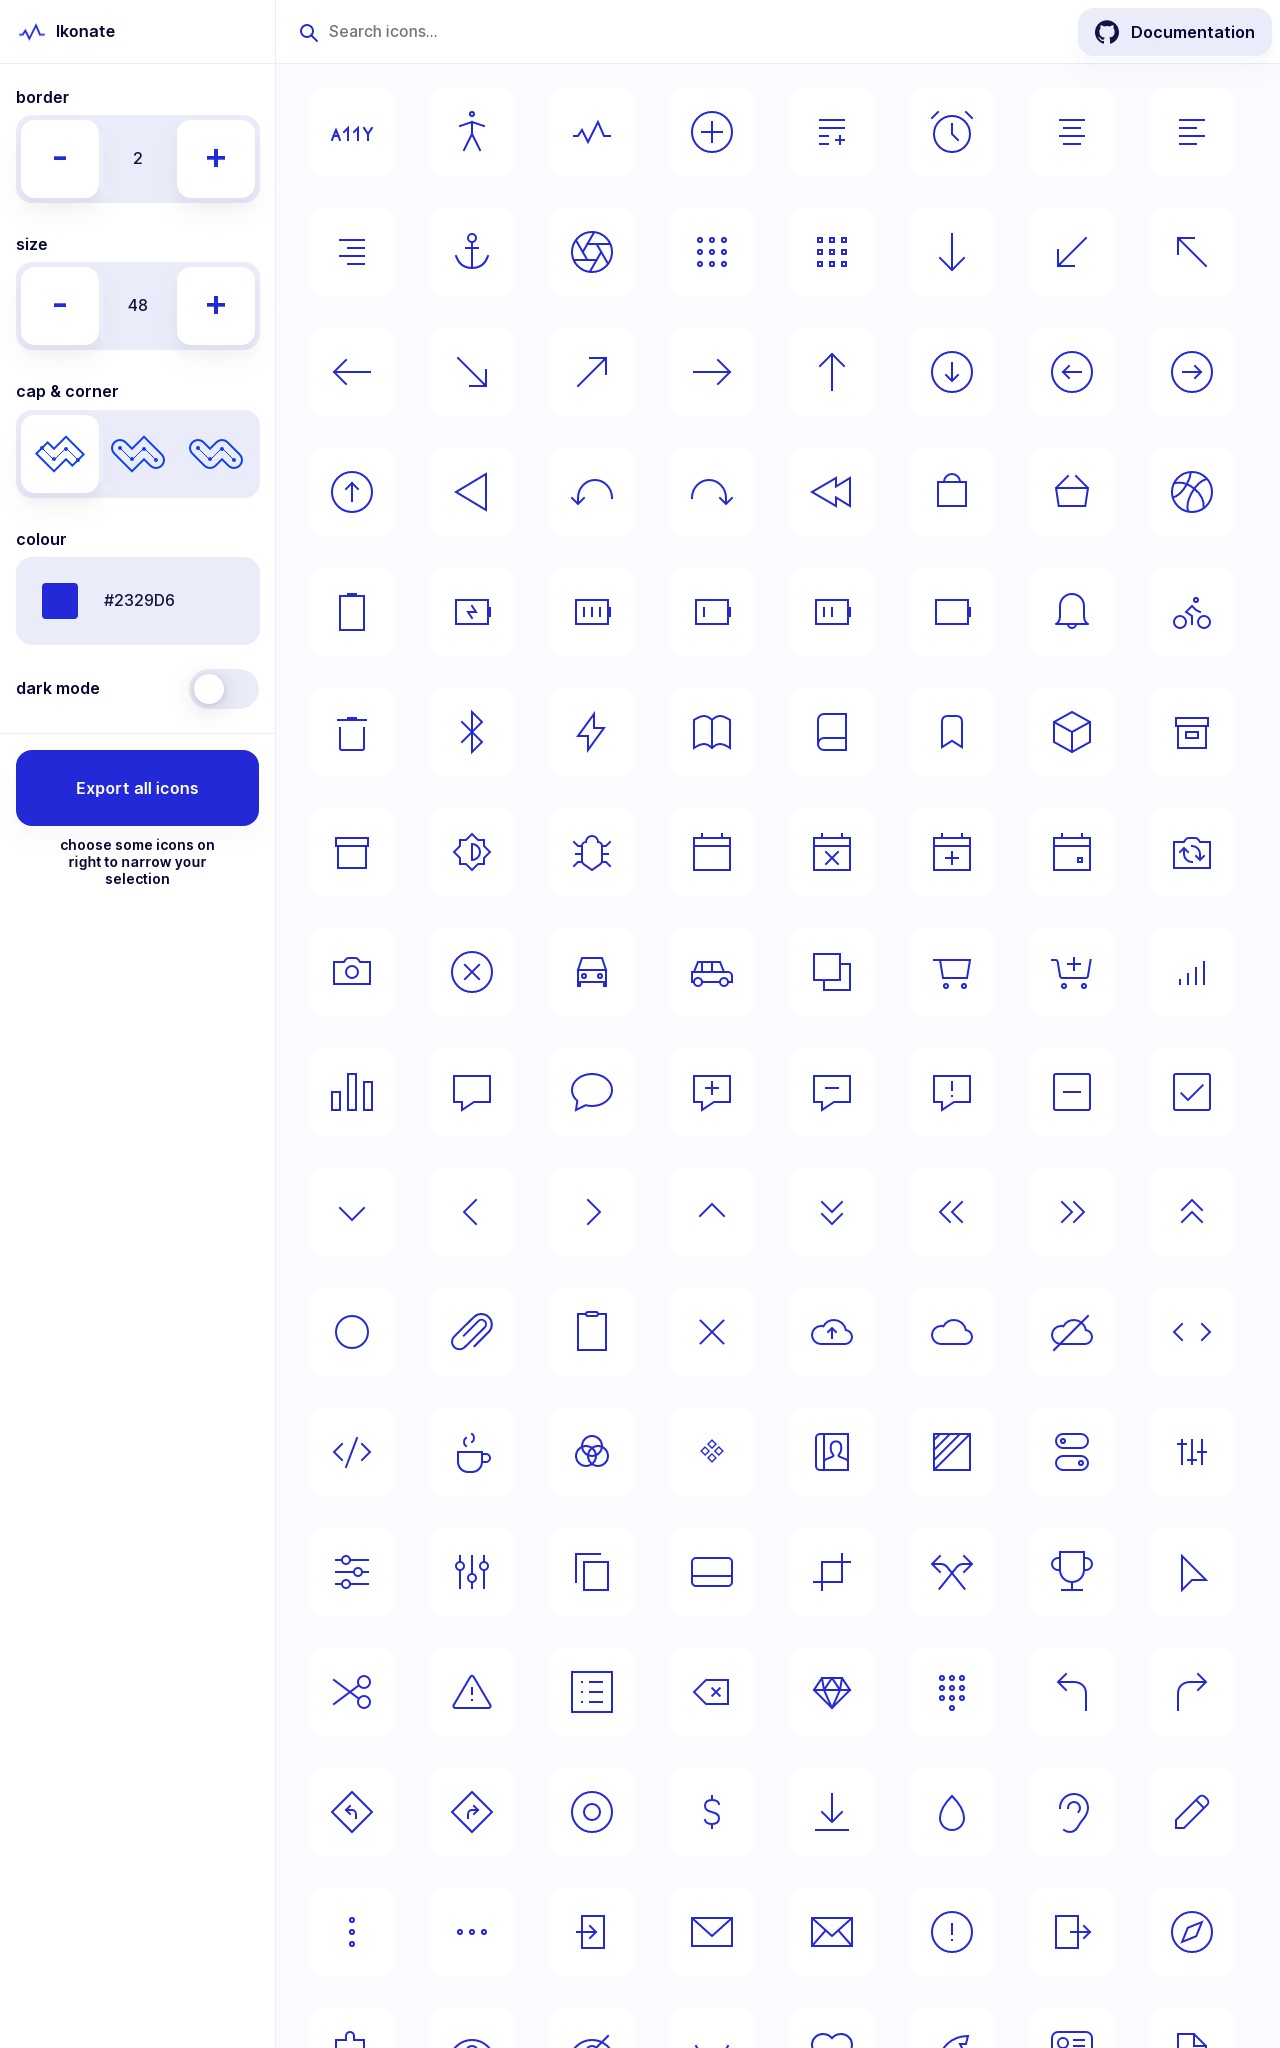 Ikonate
Search icons...
Documentation
border
-
2
+
size
-
48
+
cap & corner
colour
#2329D6
dark mode
Export all icons
choose some icons on
right to narrow your
selection
A11Y